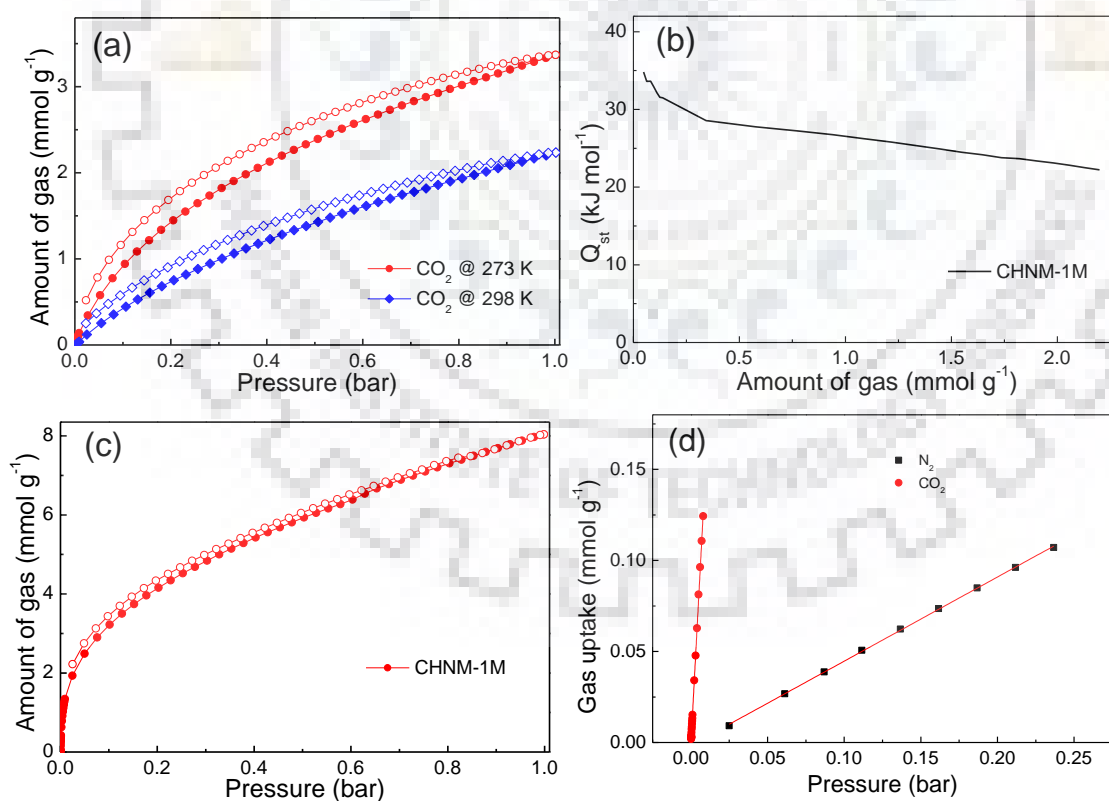 (a)
Amount of gas (mmol g⁻¹)
3
2
1
0
CO₂ @ 273 K
CO₂ @ 298 K
0.0 0.2 0.4 0.6 0.8 1.0
Pressure (bar)
(b)
Qst (kJ mol⁻¹)
40
30
20
10
0
CHNM-1M
0.0 0.5 1.0 1.5 2.0
Amount of gas (mmol g⁻¹)
(c)
Amount of gas (mmol g⁻¹)
8
6
4
2
0
CHNM-1M
0.0 0.2 0.4 0.6 0.8 1.0
Pressure (bar)
(d)
Gas uptake (mmol g⁻¹)
0.15
0.10
0.05
0.00
N₂
CO₂
0.00 0.05 0.10 0.15 0.20 0.25
Pressure (bar)